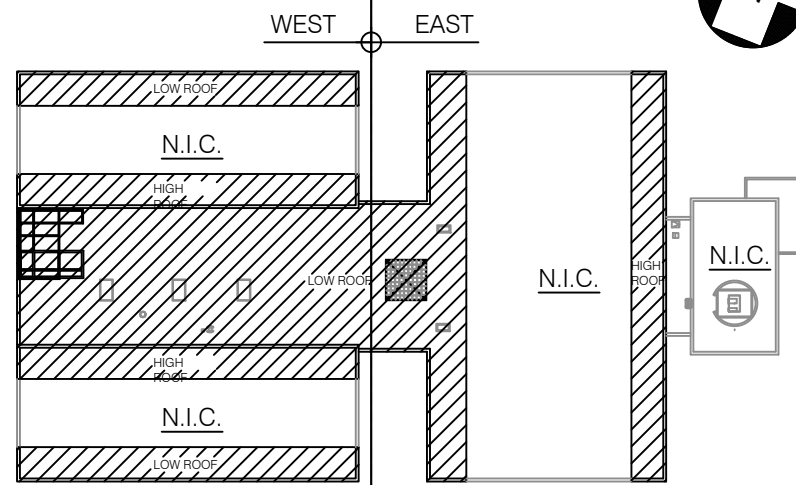 WEST
EAST
LOW ROOF
N.I.C.
HIGH
ROOF
LOW ROOF
N.I.C.
HIGH
ROOF
N.I.C.
HIGH
ROOF
N.I.C.
LOW ROOF